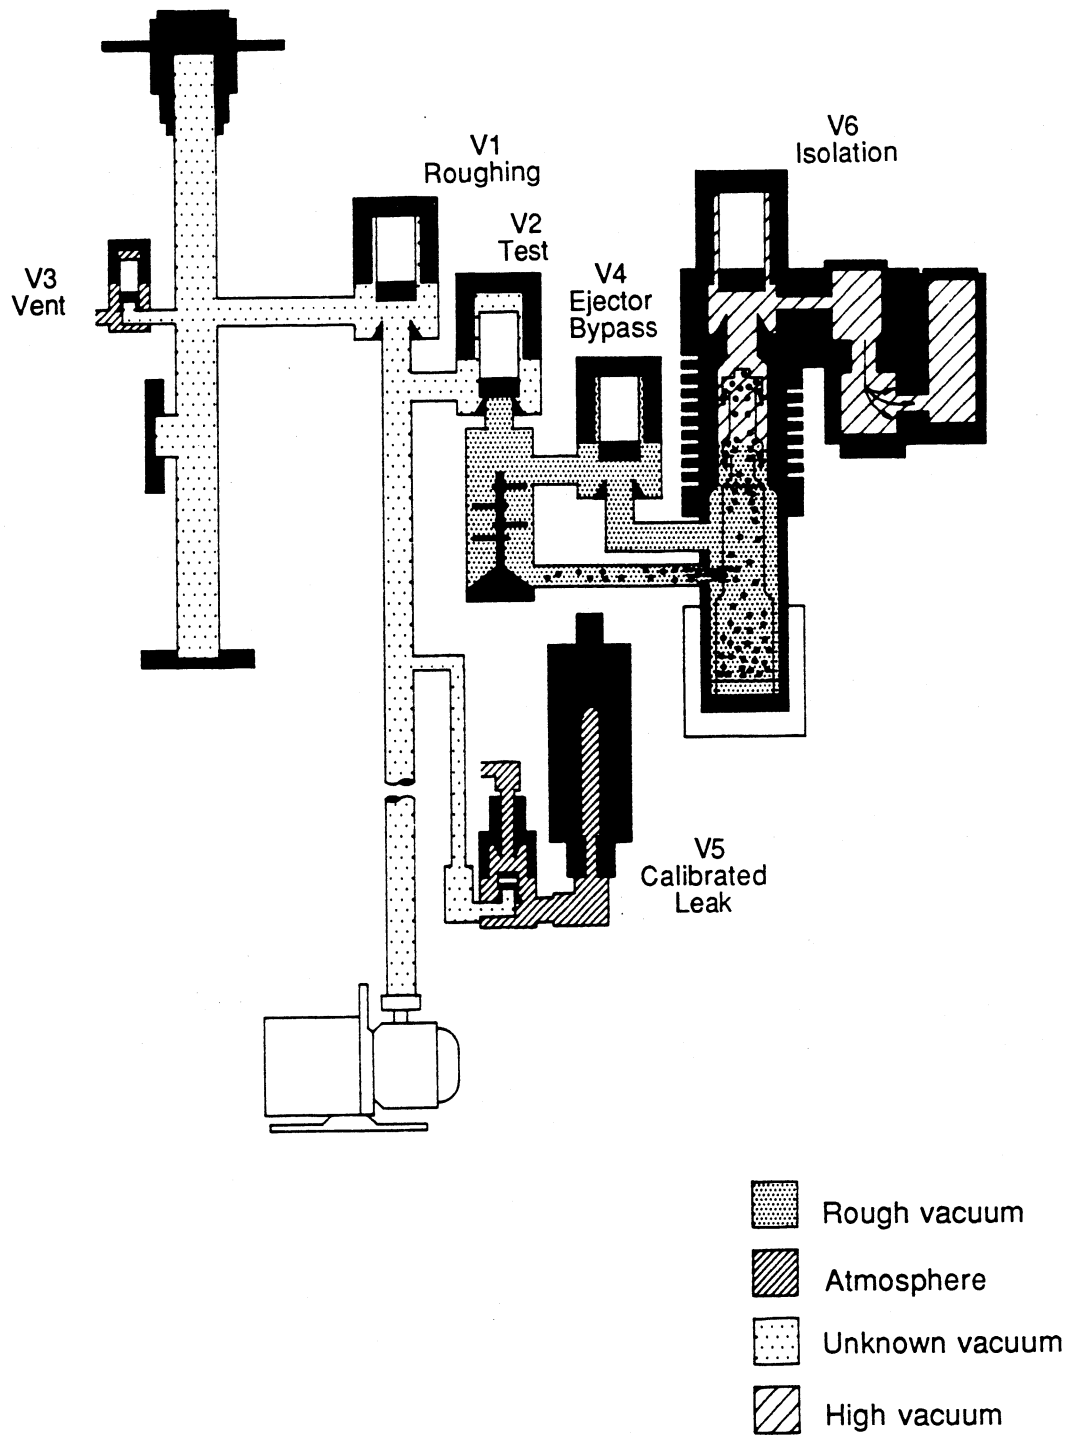 V6
Isolation
V1
Roughing
V2
Test
V4
Ejector
Bypass
V3
Vent
V5
Calibrated
Leak
Rough vacuum
Atmosphere
Unknown vacuum
High vacuum